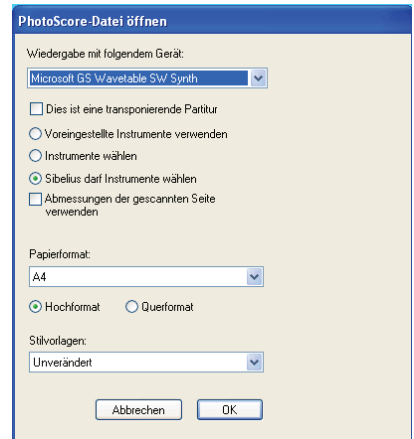 PhotoScore-Datei öffnen
Wiedergabe mit folgendem Gerät:
Microsoft GS Wavetable SW Synth
Dies ist eine transponierende Partitur
Voreingestellte Instrumente verwenden
Instrumente wählen
Sibelius darf Instrumente wählen
Abmessungen der gescannten Seite
verwenden
Papierformat:
A4
Hochformat Querformat
Stilvorlagen:
Unverändert
Abbrechen OK